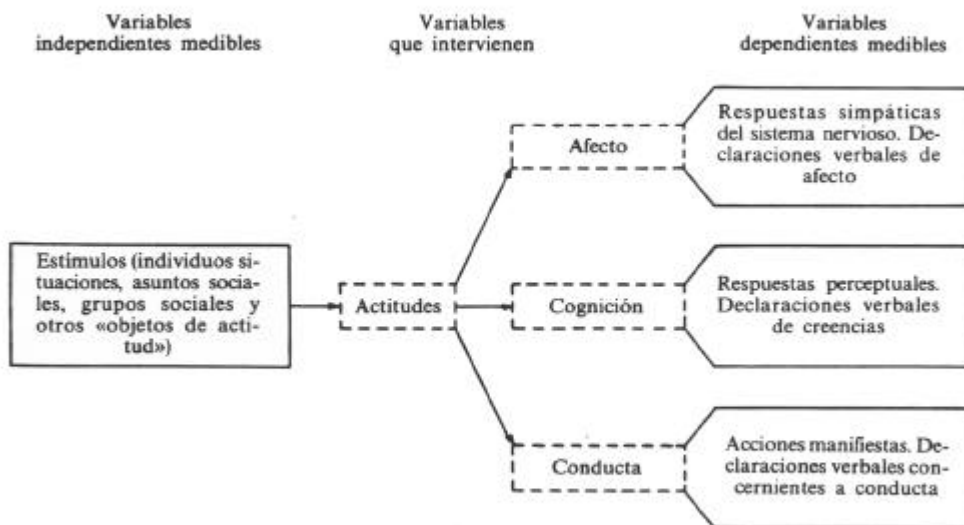 Variables
independientes medibles
Variables
que intervienen
Variables
dependientes medibles
Respuestas simpáticas
del sistema nervioso. De-
claraciones verbales de
afecto
Afecto
Estímulos (individuos si-
tuaciones, asuntos socia-
les, grupos sociales y
otros «objetos de acti-
tud»)
Actitudes
Cognición
Respuestas perceptuales.
Declaraciones verbales
de creencias
Conducta
Acciones manifiestas. De-
claraciones verbales con-
cernientes a conducta